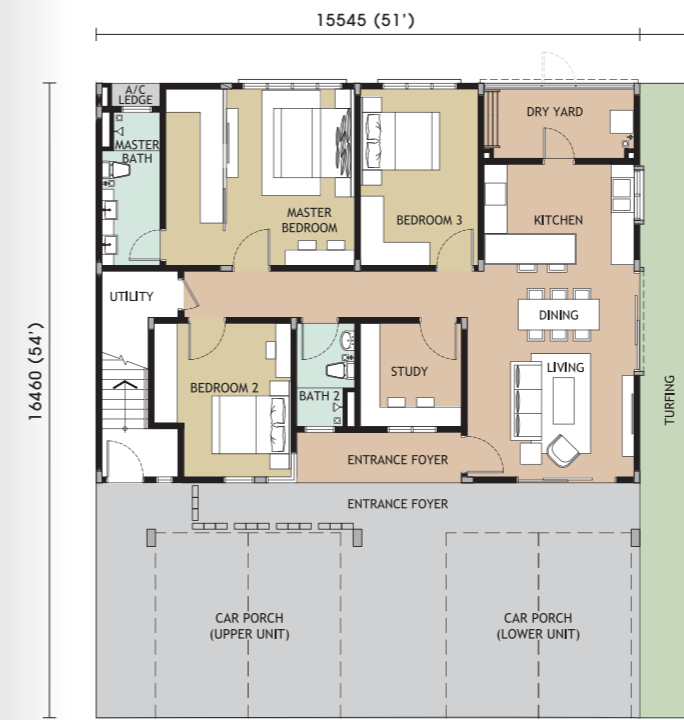 15545 (51’)
A/C
LEDGE
MASTER
BATH
MASTER
BEDROOM
BEDROOM 3
DRY YARD
KITCHEN
UTILITY
DINING
LIVING
BEDROOM 2
BATH 2
STUDY
16460 (54’)
TURFING
ENTRANCE FOYER
ENTRANCE FOYER
CAR PORCH
(UPPER UNIT)
CAR PORCH
(LOWER UNIT)